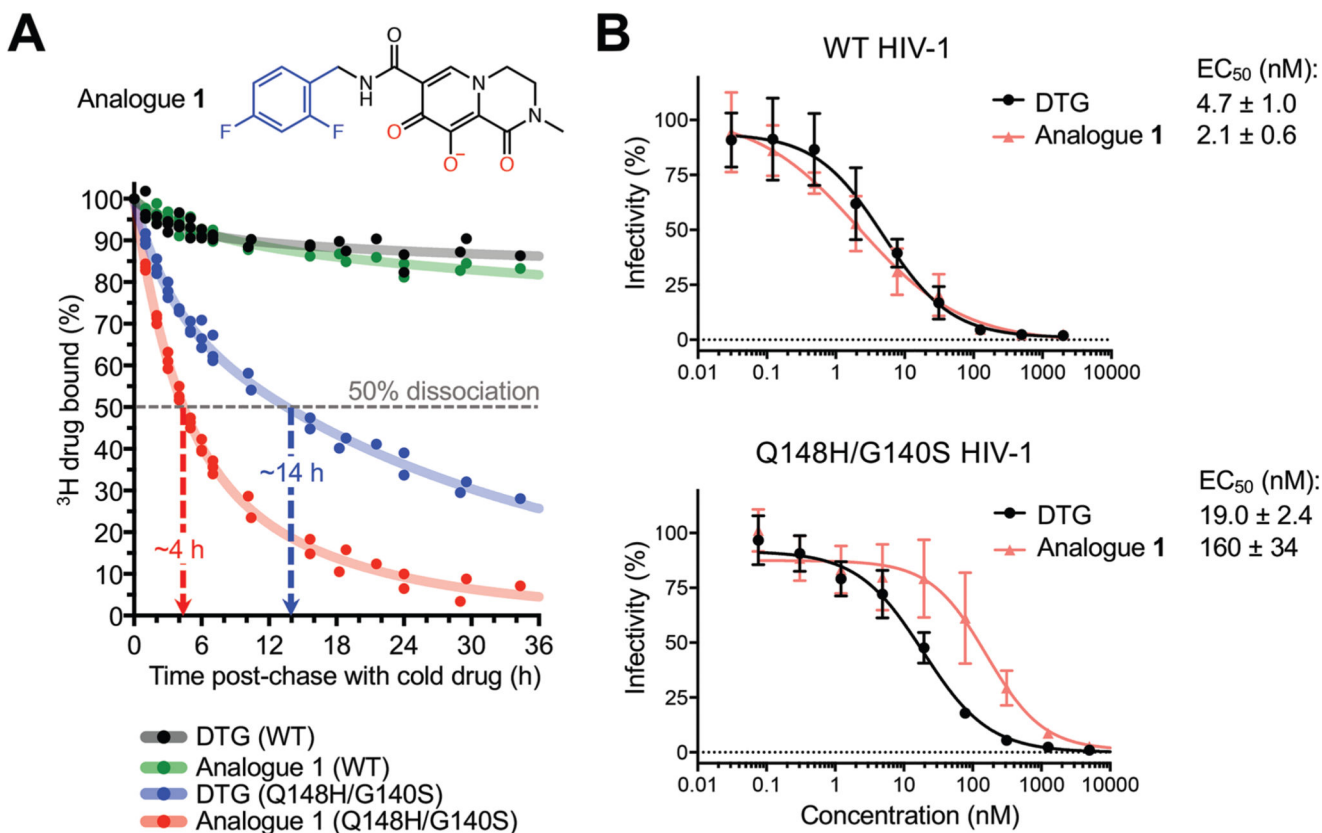 A
Analogue 1
O
N
H
O
N
N
F
F
O
O⁻
O
³H drug bound (%)
100
90
80
70
60
50
40
30
20
10
0
50% dissociation
~14 h
~4 h
0 6 12 18 24 30 36
Time post-chase with cold drug (h)
DTG (WT)
Analogue 1 (WT)
DTG (Q148H/G140S)
Analogue 1 (Q148H/G140S)
B
WT HIV-1
EC₅₀ (nM):
DTG 4.7 ± 1.0
Analogue 1 2.1 ± 0.6
Infectivity (%)
100
75
50
25
0
0.01 0.1 1 10 100 1000 10000
Q148H/G140S HIV-1
EC₅₀ (nM):
DTG 19.0 ± 2.4
Analogue 1 160 ± 34
Infectivity (%)
100
75
50
25
0
0.01 0.1 1 10 100 1000 10000
Concentration (nM)